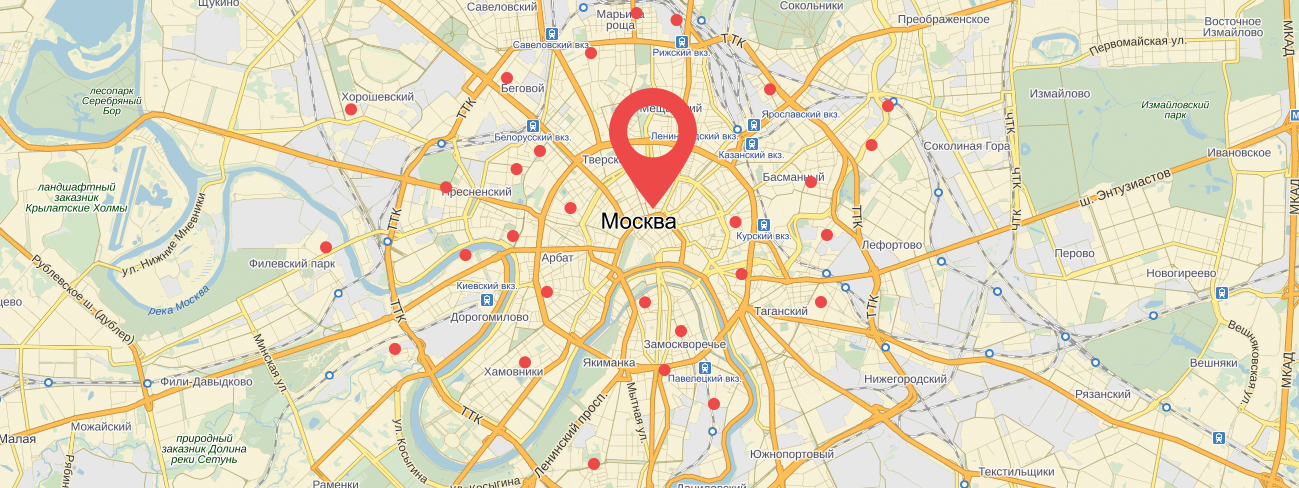 Щукино
Савеловский
Марьина
роща
Сокольники
Преображенское
Восточное
Измайлово
МКАД
Савеловский вкз.
Рижский вкз.
ТТК
Первомайская ул.
лесопарк
Серебряный
Бор
Хорошевский
Беговой
ТТК
Мещанский
Ярославский вкз.
Измайлово
Измайловский
парк
Белорусский вкз.
Ленинградский вкз.
Казанский вкз.
ЧТК
Соколиная Гора
Ивановское
Тверской
Басманный
ландшафтный
заказник
Крылатские Холмы
Пресненский
ЧТК
ш. Энтузиастов
МКАД
ул. Нижние Мневники
ТТК
Москва
ТТК
ЧТК
Курский вкз.
Лефортово
Перово
Филевский парк
Арбат
Новогиреево
Рублевское ш. (дублер)
река Москва
Киевский вкз.
Дорогомилово
ТТК
Таганский
ТТК
Замоскворечье
Вешняковская ул.
Минская ул.
Якиманка
Вешняки
МКАД
Фили-Давыдково
Хамовники
Павелецкий вкз.
Нижегородский
Рязанский
Можайский
Малая
природный
заказник Долина
реки Сетунь
ул. Косыгина
ТТК
Ленинский просп.
Мытная ул.
Южнопортовый
Текстильщики
Раменки
ул. Косыгина
Даниловский